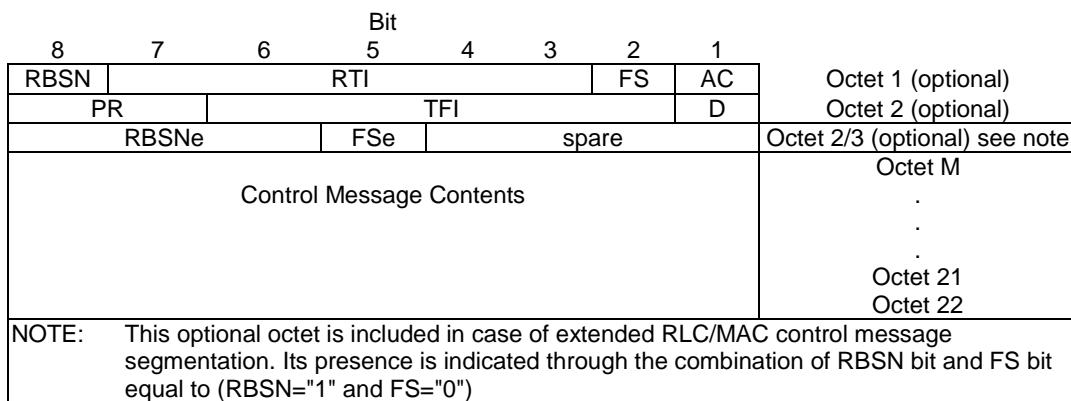 Bit
8 7 6 5 4 3 2 1
RBSN RTI FS AC Octet 1 (optional)
PR TFI D Octet 2 (optional)
RBSNe FSe spare Octet 2/3 (optional) see note
Octet M
Control Message Contents .
.
.
Octet 21
Octet 22
NOTE: This optional octet is included in case of extended RLC/MAC control message
segmentation. Its presence is indicated through the combination of RBSN bit and FS bit
equal to (RBSN="1" and FS="0")